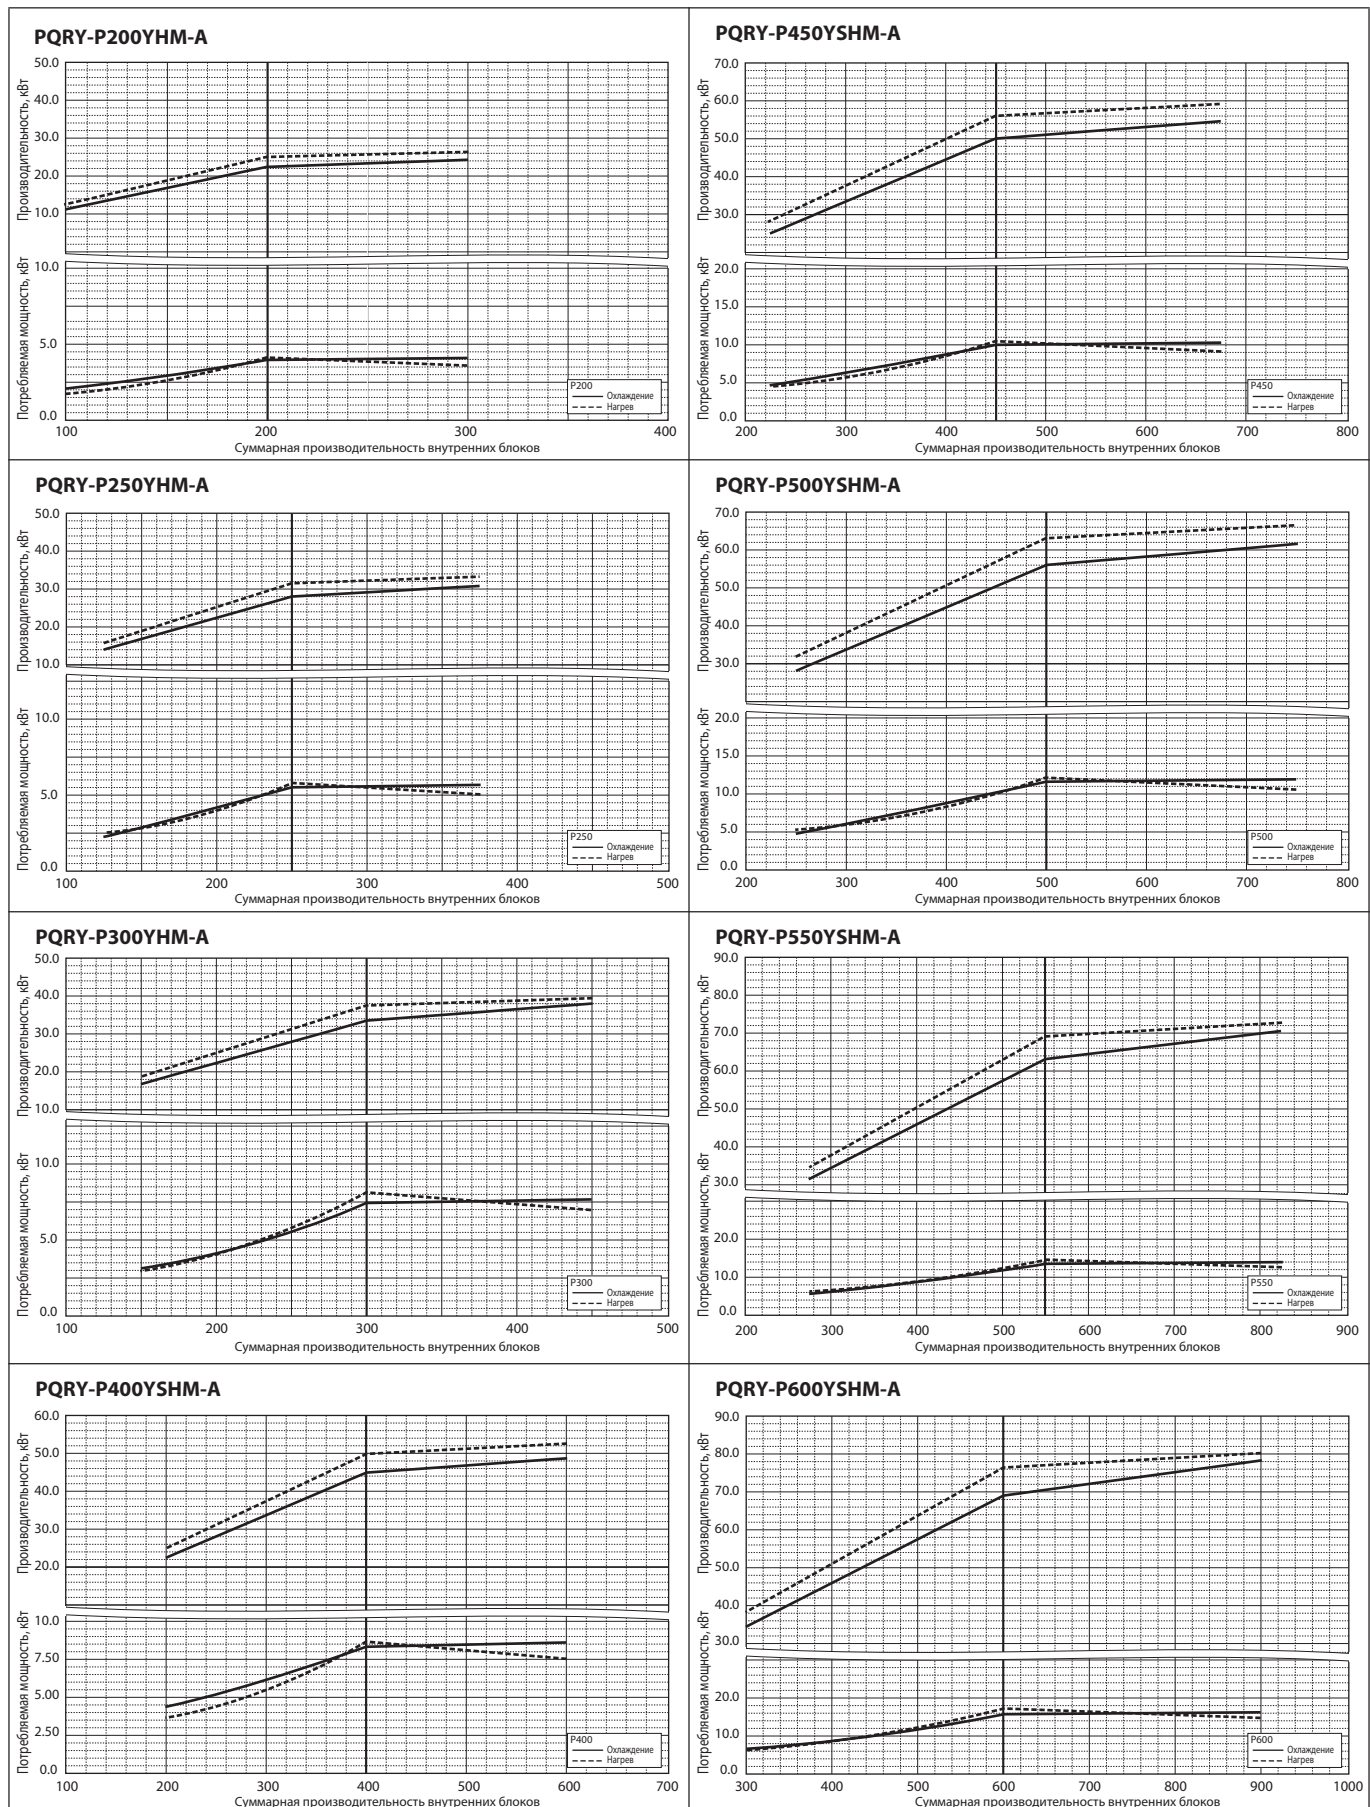 PQRY-P200YHM-A
Производительность, кВт
50.0
40.0
30.0
20.0
10.0
Потребляемая мощность, кВт
10.0
5.0
0.0
P200
Охлаждение
Нагрев
100 200 300 400
Суммарная производительность внутренних блоков
PQRY-P450YSHM-A
Производительность, кВт
70.0
60.0
50.0
40.0
30.0
Потребляемая мощность, кВт
20.0
15.0
10.0
5.0
0.0
P450
Охлаждение
Нагрев
200 300 400 500 600 700 800
Суммарная производительность внутренних блоков
PQRY-P250YHM-A
Производительность, кВт
50.0
40.0
30.0
20.0
10.0
Потребляемая мощность, кВт
10.0
5.0
0.0
P250
Охлаждение
Нагрев
100 200 300 400 500
Суммарная производительность внутренних блоков
PQRY-P500YSHM-A
Производительность, кВт
70.0
60.0
50.0
40.0
30.0
Потребляемая мощность, кВт
20.0
15.0
10.0
5.0
0.0
P500
Охлаждение
Нагрев
200 300 400 500 600 700 800
Суммарная производительность внутренних блоков
PQRY-P300YHM-A
Производительность, кВт
50.0
40.0
30.0
20.0
10.0
Потребляемая мощность, кВт
10.0
5.0
0.0
P300
Охлаждение
Нагрев
100 200 300 400 500
Суммарная производительность внутренних блоков
PQRY-P550YSHM-A
Производительность, кВт
90.0
80.0
70.0
60.0
50.0
40.0
30.0
Потребляемая мощность, кВт
20.0
10.0
0.0
P550
Охлаждение
Нагрев
200 300 400 500 600 700 800 900
Суммарная производительность внутренних блоков
PQRY-P400YSHM-A
Производительность, кВт
60.0
50.0
40.0
30.0
20.0
Потребляемая мощность, кВт
10.0
7.50
5.00
2.50
0.0
P400
Охлаждение
Нагрев
100 200 300 400 500 600 700
Суммарная производительность внутренних блоков
PQRY-P600YSHM-A
Производительность, кВт
90.0
80.0
70.0
60.0
50.0
40.0
30.0
Потребляемая мощность, кВт
20.0
10.0
0.0
P600
Охлаждение
Нагрев
300 400 500 600 700 800 900 1000
Суммарная производительность внутренних блоков